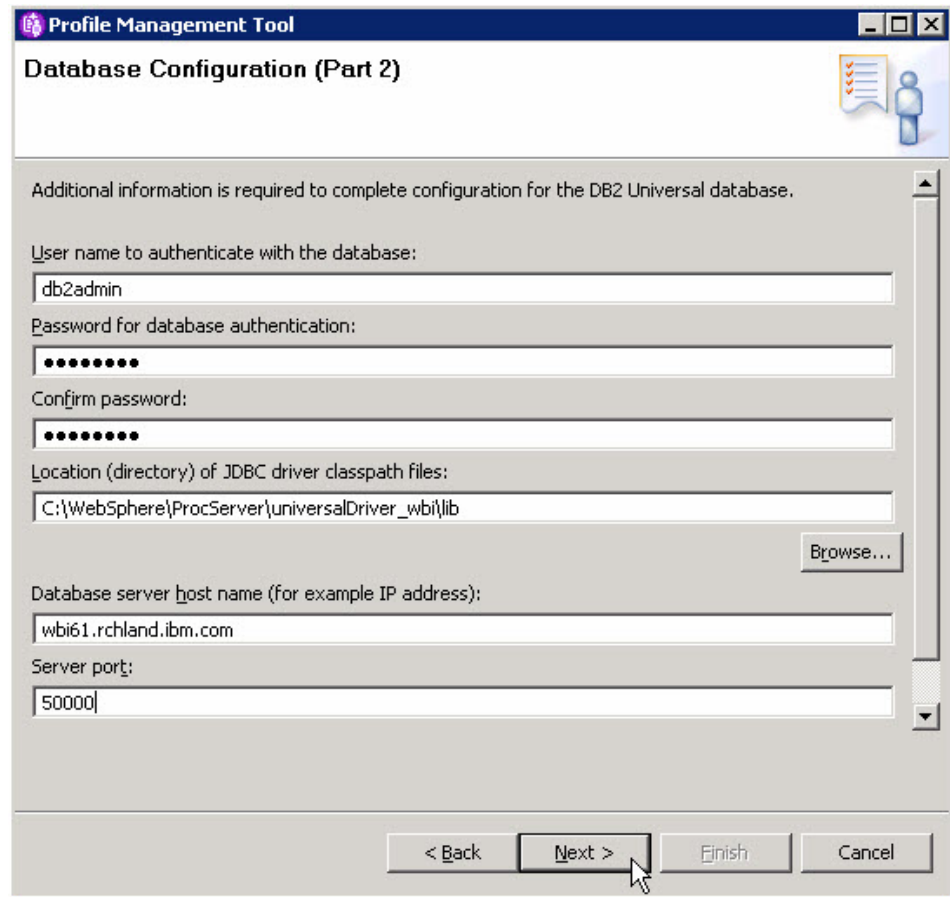 Profile Management Tool
Database Configuration (Part 2)
Additional information is required to complete configuration for the DB2 Universal database.
User name to authenticate with the database:
db2admin
Password for database authentication:
●●●●●●●●
Confirm password:
●●●●●●●●
Location (directory) of JDBC driver classpath files:
C:\WebSphere\ProcServer\universalDriver_wbi\lib
Browse...
Database server host name (for example IP address):
wbi61.rchland.ibm.com
Server port:
50000
< Back Next > Finish Cancel